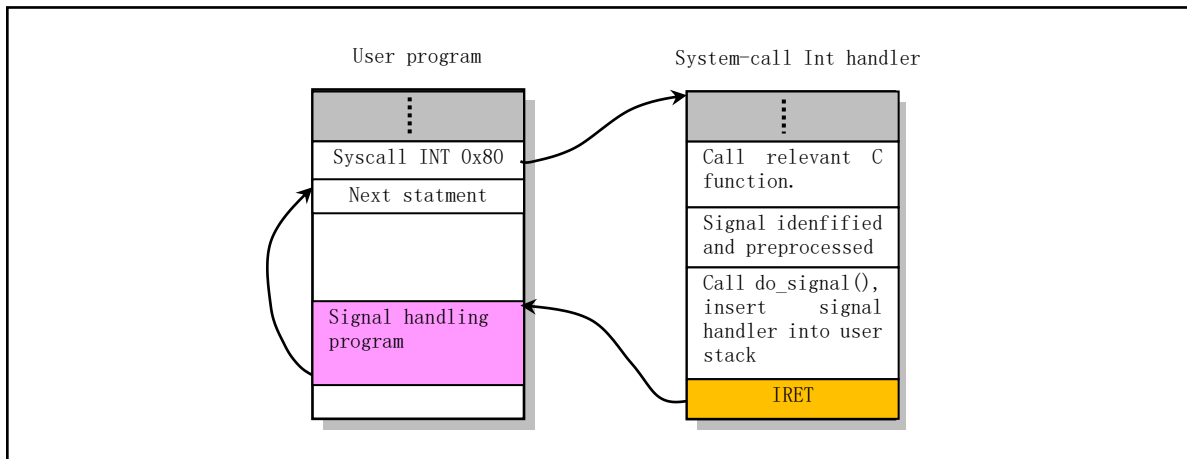 User program
System-call Int handler
Syscall INT 0x80
Next statment
Signal handling
program
Call relevant C
function.
Signal idenfified
and preprocessed
Call do_signal(),
insert signal
handler into user
stack
IRET